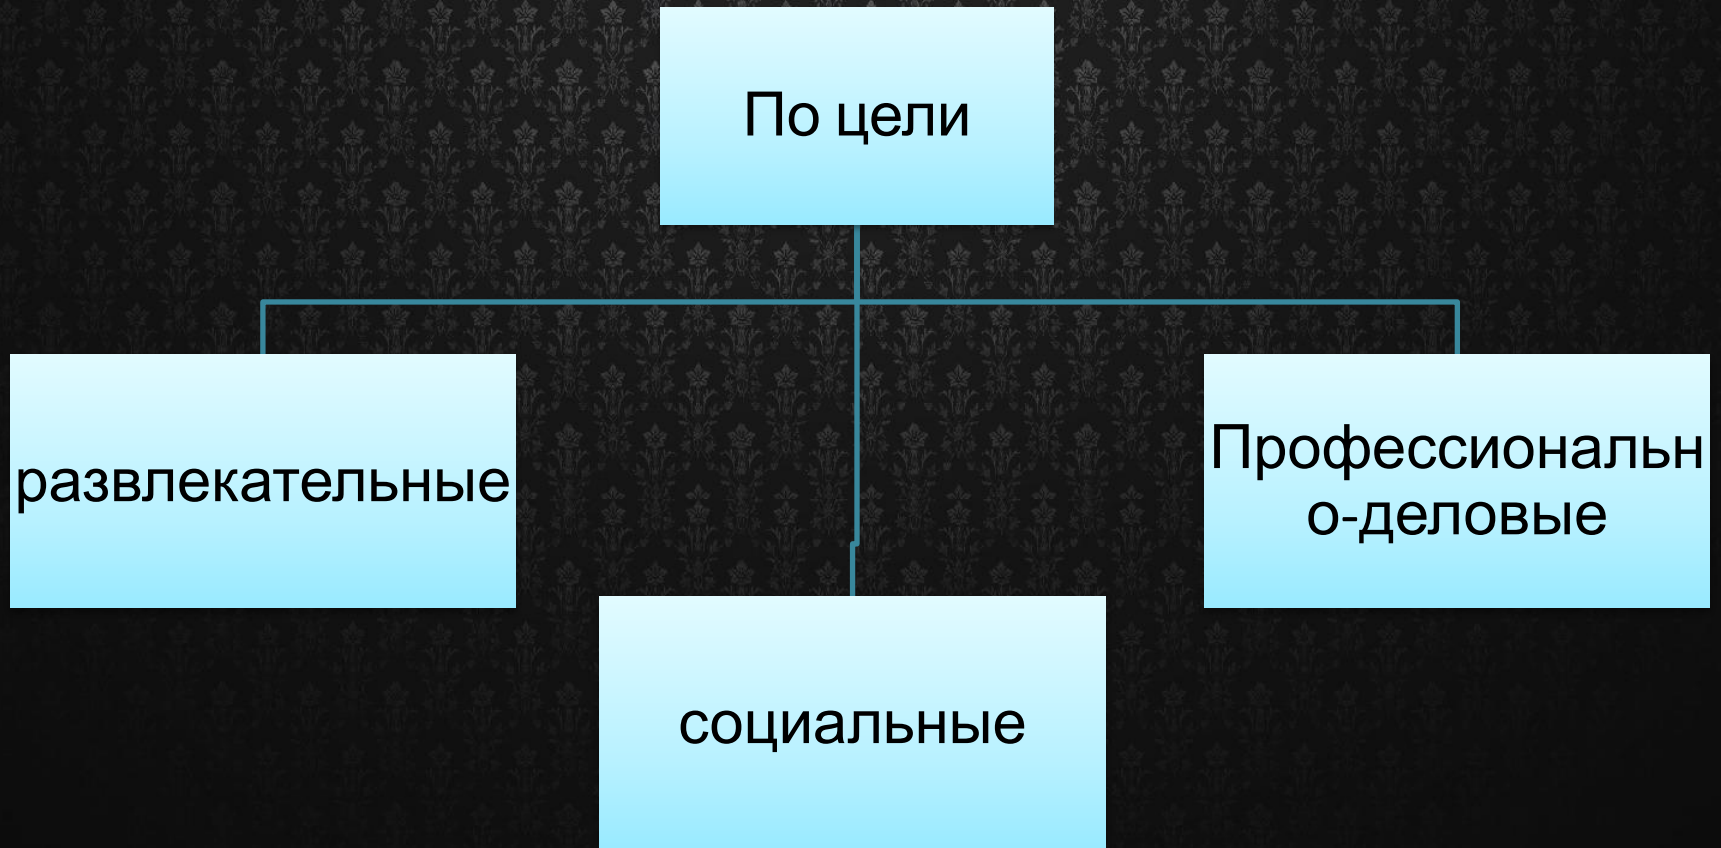 По цели
развлекательные
Профессиональн
о-деловые
социальные